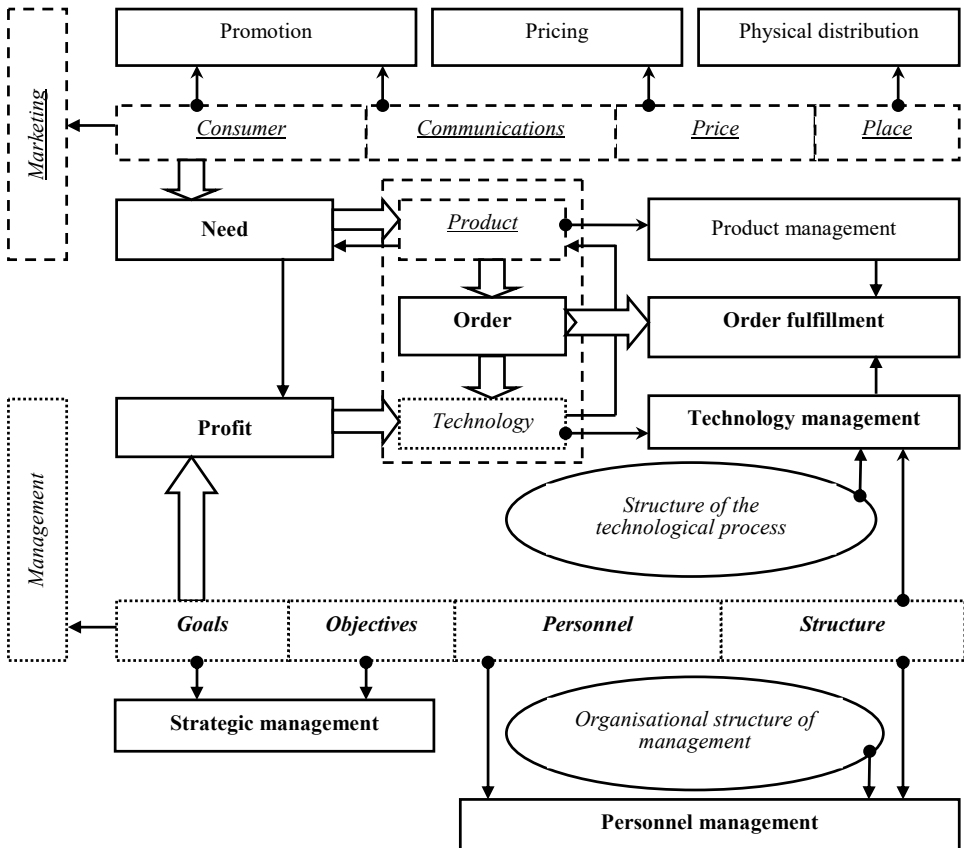 Promotion
Pricing
Physical distribution
Marketing
Consumer
Communications
Price
Place
Need
Product
Product management
Order
Order fulfillment
Management
Profit
Technology
Technology management
Structure of the
technological process
Goals
Objectives
Personnel
Structure
Strategic management
Organisational structure of
management
Personnel management